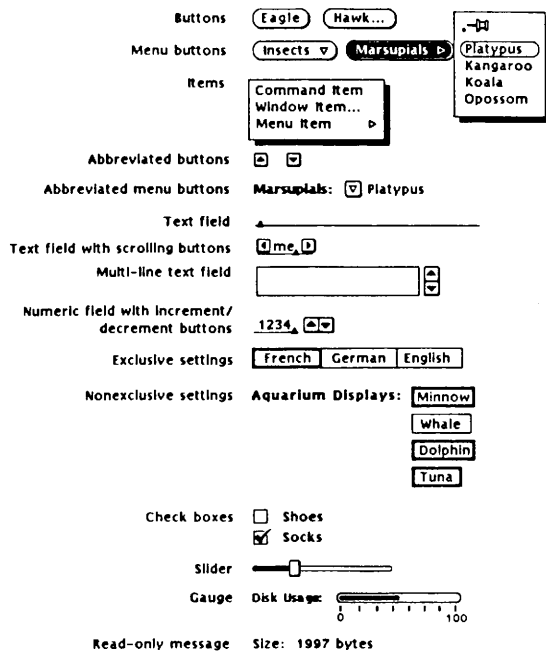 Buttons Eagle Hawk...
Menu buttons Insects Marsupials Platypus
Kangaroo
Koala
Opossom
Items Command Item
Window Item...
Menu Item
Abbreviated buttons
Abbreviated menu buttons Marsupials: Platypus
Text field
Text field with scrolling buttons me
Multi-line text field
Numeric field with increment/
decrement buttons 1234
Exclusive settings French German English
Nonexclusive settings Aquarium Displays: Minnow
Whale
Dolphin
Tuna
Check boxes Shoes
Socks
Slider
Gauge Disk Usage:
0 100
Read-only message Size: 1997 bytes